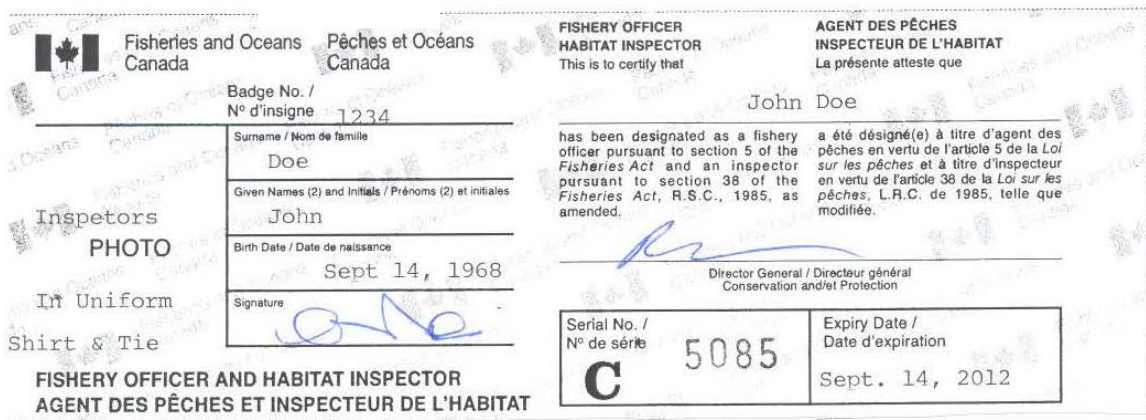 Fisheries and Oceans
Canada
Pêches et Océans
Canada
Badge No. /
Nº d'insigne 1234
Surname / Nom de famille
Doe
Given Names (2) and Initials / Prénoms (2) et initiales
John
Birth Date / Date de naissance
Sept 14, 1968
Signature
Inspetors
PHOTO
In Uniform
Shirt & Tie
FISHERY OFFICER AND HABITAT INSPECTOR
AGENT DES PÊCHES ET INSPECTEUR DE L'HABITAT
FISHERY OFFICER
HABITAT INSPECTOR
This is to certify that
AGENT DES PÊCHES
INSPECTEUR DE L'HABITAT
La présente atteste que
John Doe
has been designated as a fishery
officer pursuant to section 5 of the
Fisheries Act and an inspector
pursuant to section 38 of the
Fisheries Act, R.S.C., 1985, as
amended.
a été désigné(e) à titre d'agent des
pêches en vertu de l'article 5 de la Loi
sur les pêches et à titre d'inspecteur
en vertu de l'article 38 de la Loi sur les
pêches, L.R.C. de 1985, telle que
modifiée.
Director General / Directeur général
Conservation and/et Protection
Serial No. /
Nº de série
C 5085
Expiry Date /
Date d'expiration
Sept. 14, 2012